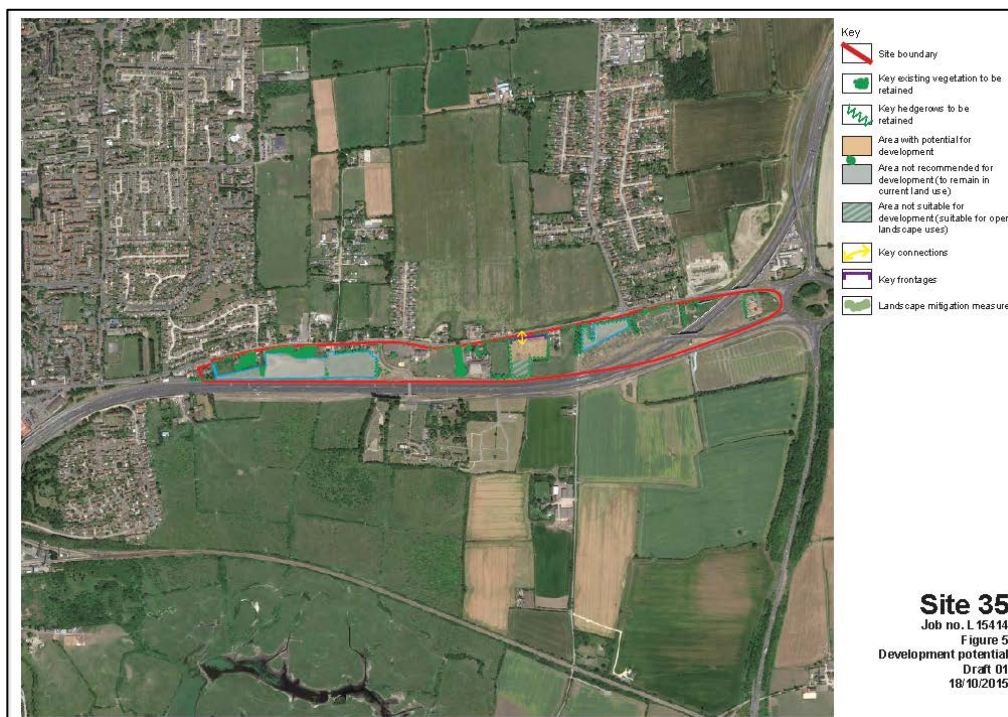 Key
Site boundary
Key existing vegetation to be
retained
Key hedgerows to be
retained
Area with potential for
development
Area not recommended for
development (to remain in
current land use)
Area not suitable for
development (suitable for open
landscape uses)
Key connections
Key frontages
Landscape mitigation measure
Site 35
Job no. L15414
Figure 5
Development potential
Draft 01
18/10/2015